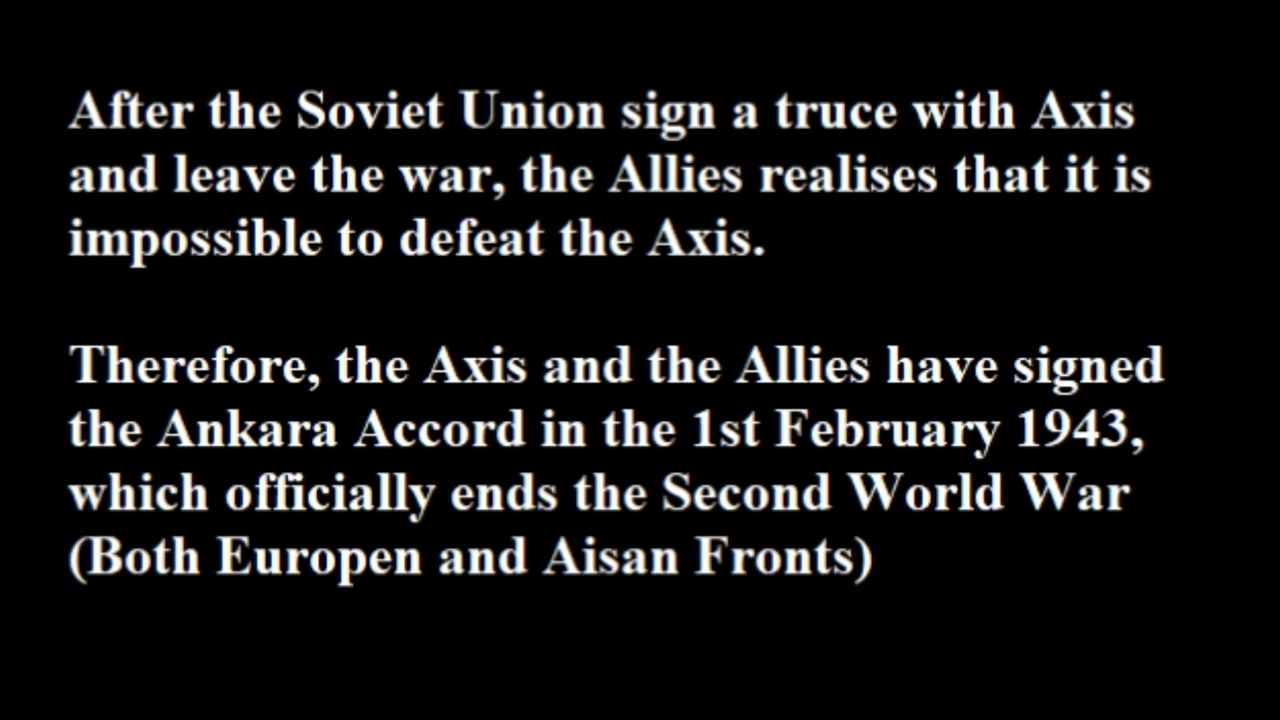 After the Soviet Union sign a truce with Axis
and leave the war, the Allies realises that it is
impossible to defeat the Axis.
Therefore, the Axis and the Allies have signed
the Ankara Accord in the 1st February 1943,
which officially ends the Second World War
(Both Europen and Aisan Fronts)